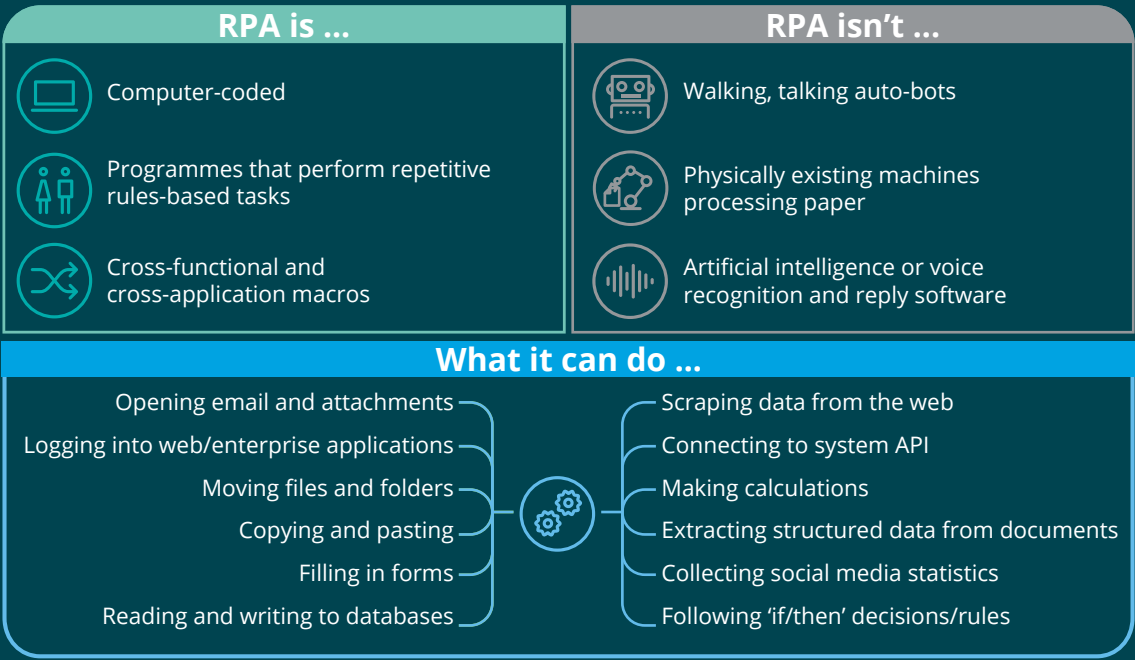 RPA is ...
Computer-coded
Programmes that perform repetitive
rules-based tasks
Cross-functional and
cross-application macros
RPA isn’t ...
Walking, talking auto-bots
Physically existing machines
processing paper
Artificial intelligence or voice
recognition and reply software
What it can do ...
Opening email and attachments
Logging into web/enterprise applications
Moving files and folders
Copying and pasting
Filling in forms
Reading and writing to databases
Scraping data from the web
Connecting to system API
Making calculations
Extracting structured data from documents
Collecting social media statistics
Following ‘if/then’ decisions/rules